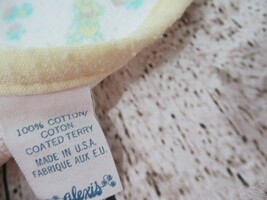 100% COTTON/
COTON
COATED TERRY
MADE IN U.S.A.
FABRIQUE AUX E.U.
alexis